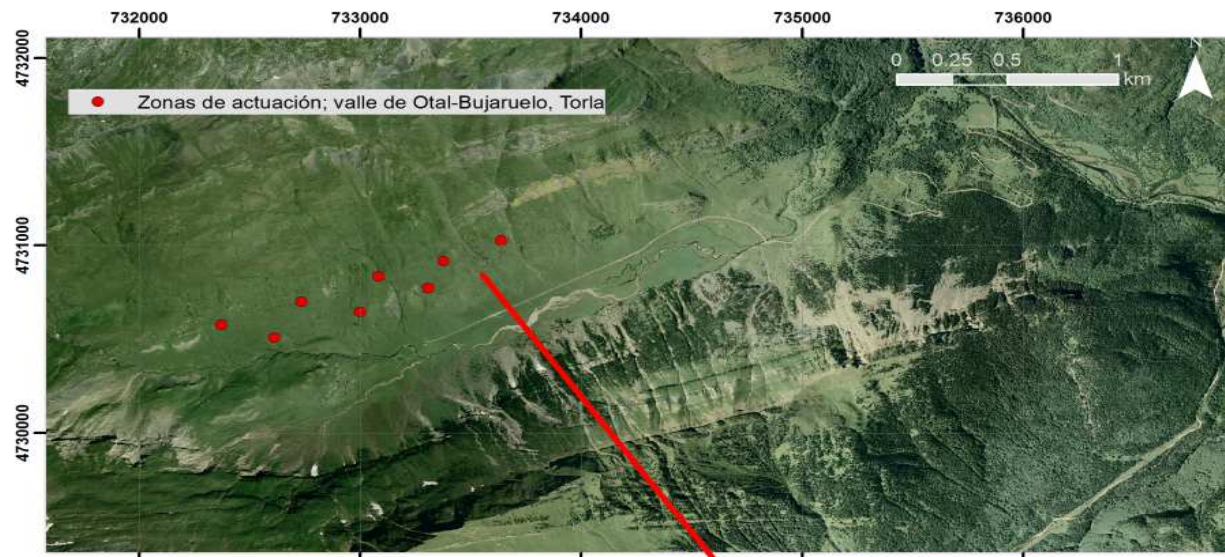 732000 733000 734000 735000 736000
4732000
N
0 0.25 0.5 1
km
Zonas de actuación; valle de Otal-Bujaruelo, Torla
4731000
4730000